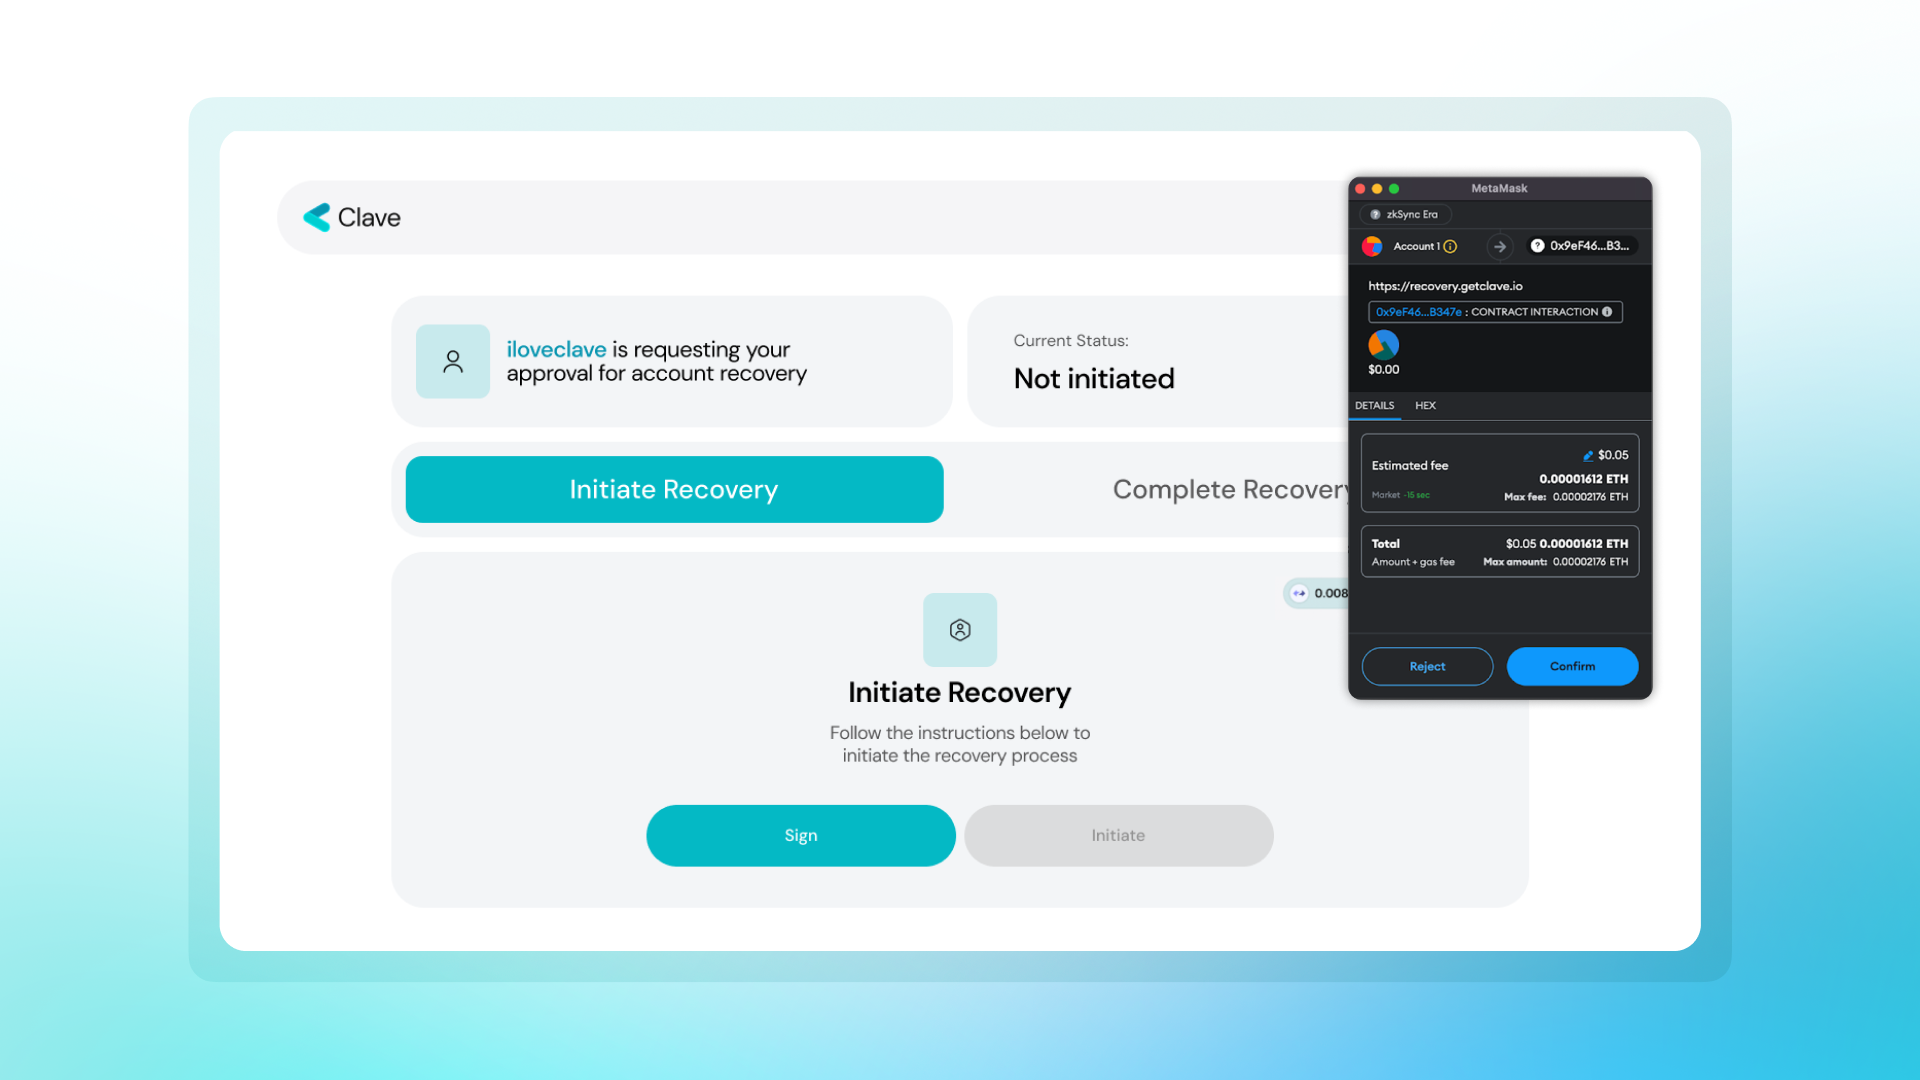 Clave
iloveclave is requesting your
approval for account recovery
Current Status:
Not initiated
Initiate Recovery
Complete Recovery
0.008
Initiate Recovery
Follow the instructions below to
initiate the recovery process
Sign
Initiate
MetaMask
zkSync Era
Account 1
0x9eF46...B3...
https://recovery.getclave.io
0x9eF46...B347e : CONTRACT INTERACTION
$0.00
DETAILS
HEX
Estimated fee
$0.05
0.00001612 ETH
Market ~15 sec
Max fee: 0.00002176 ETH
Total
$0.05 0.00001612 ETH
Amount + gas fee
Max amount: 0.00002176 ETH
Reject
Confirm